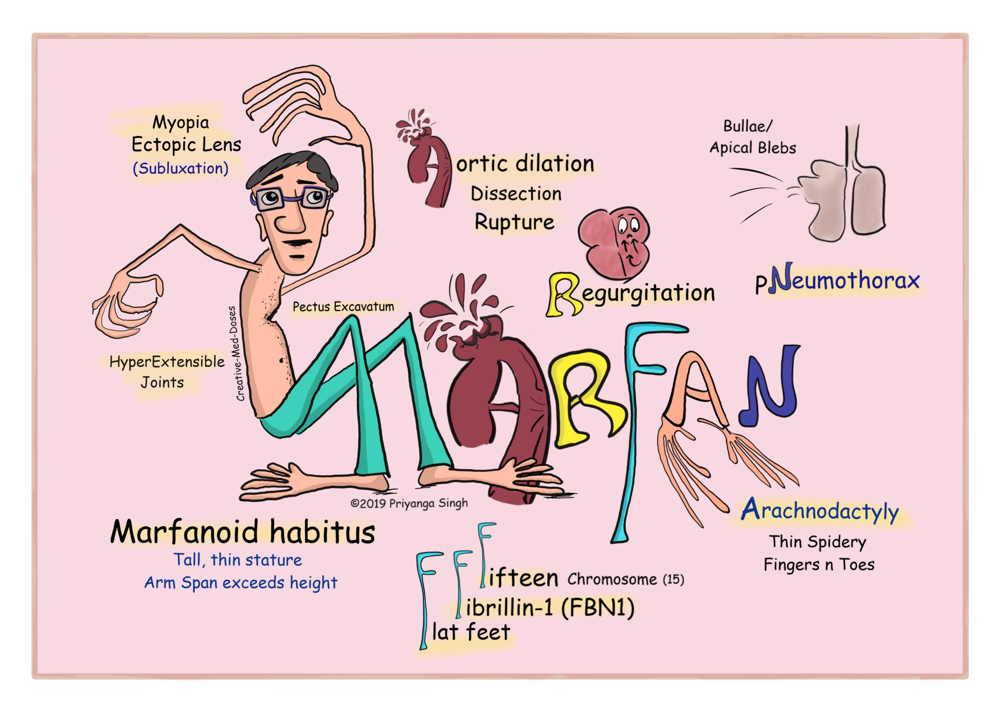 Myopia
Ectopic Lens
(Subluxation)
Aortic dilation
Dissection
Rupture
Bullae/
Apical Blebs
Regurgitation
pNeumothorax
Pectus Excavatum
HyperExtensible
Joints
Creative-Med-Doses
MARFAN
©2019 Priyanga Singh
Marfanoid habitus
Tall, thin stature
Arm Span exceeds height
Fifteen Chromosome (15)
Fibrillin-1 (FBN1)
Flat feet
Arachnodactyly
Thin Spidery
Fingers n Toes